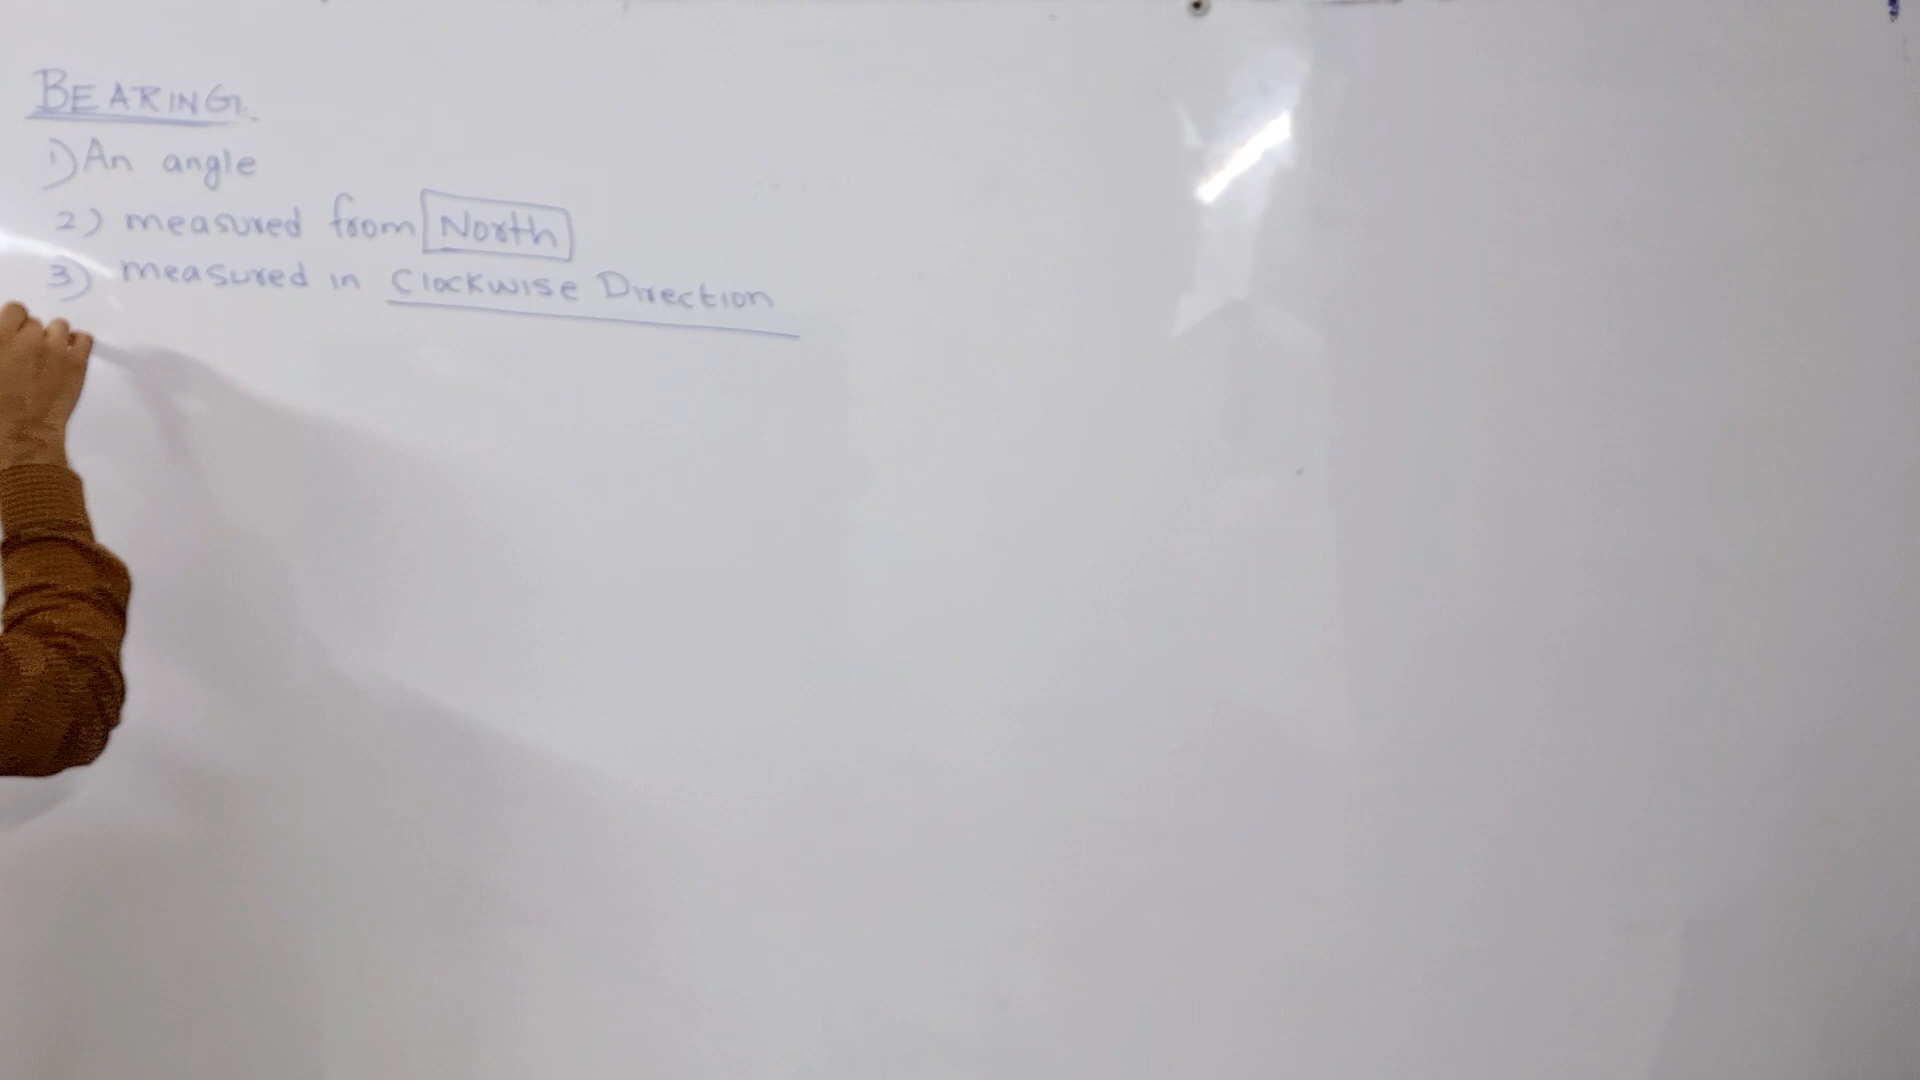 BEARING.
1) An angle
2) measured from North
3) measured in Clockwise Direction